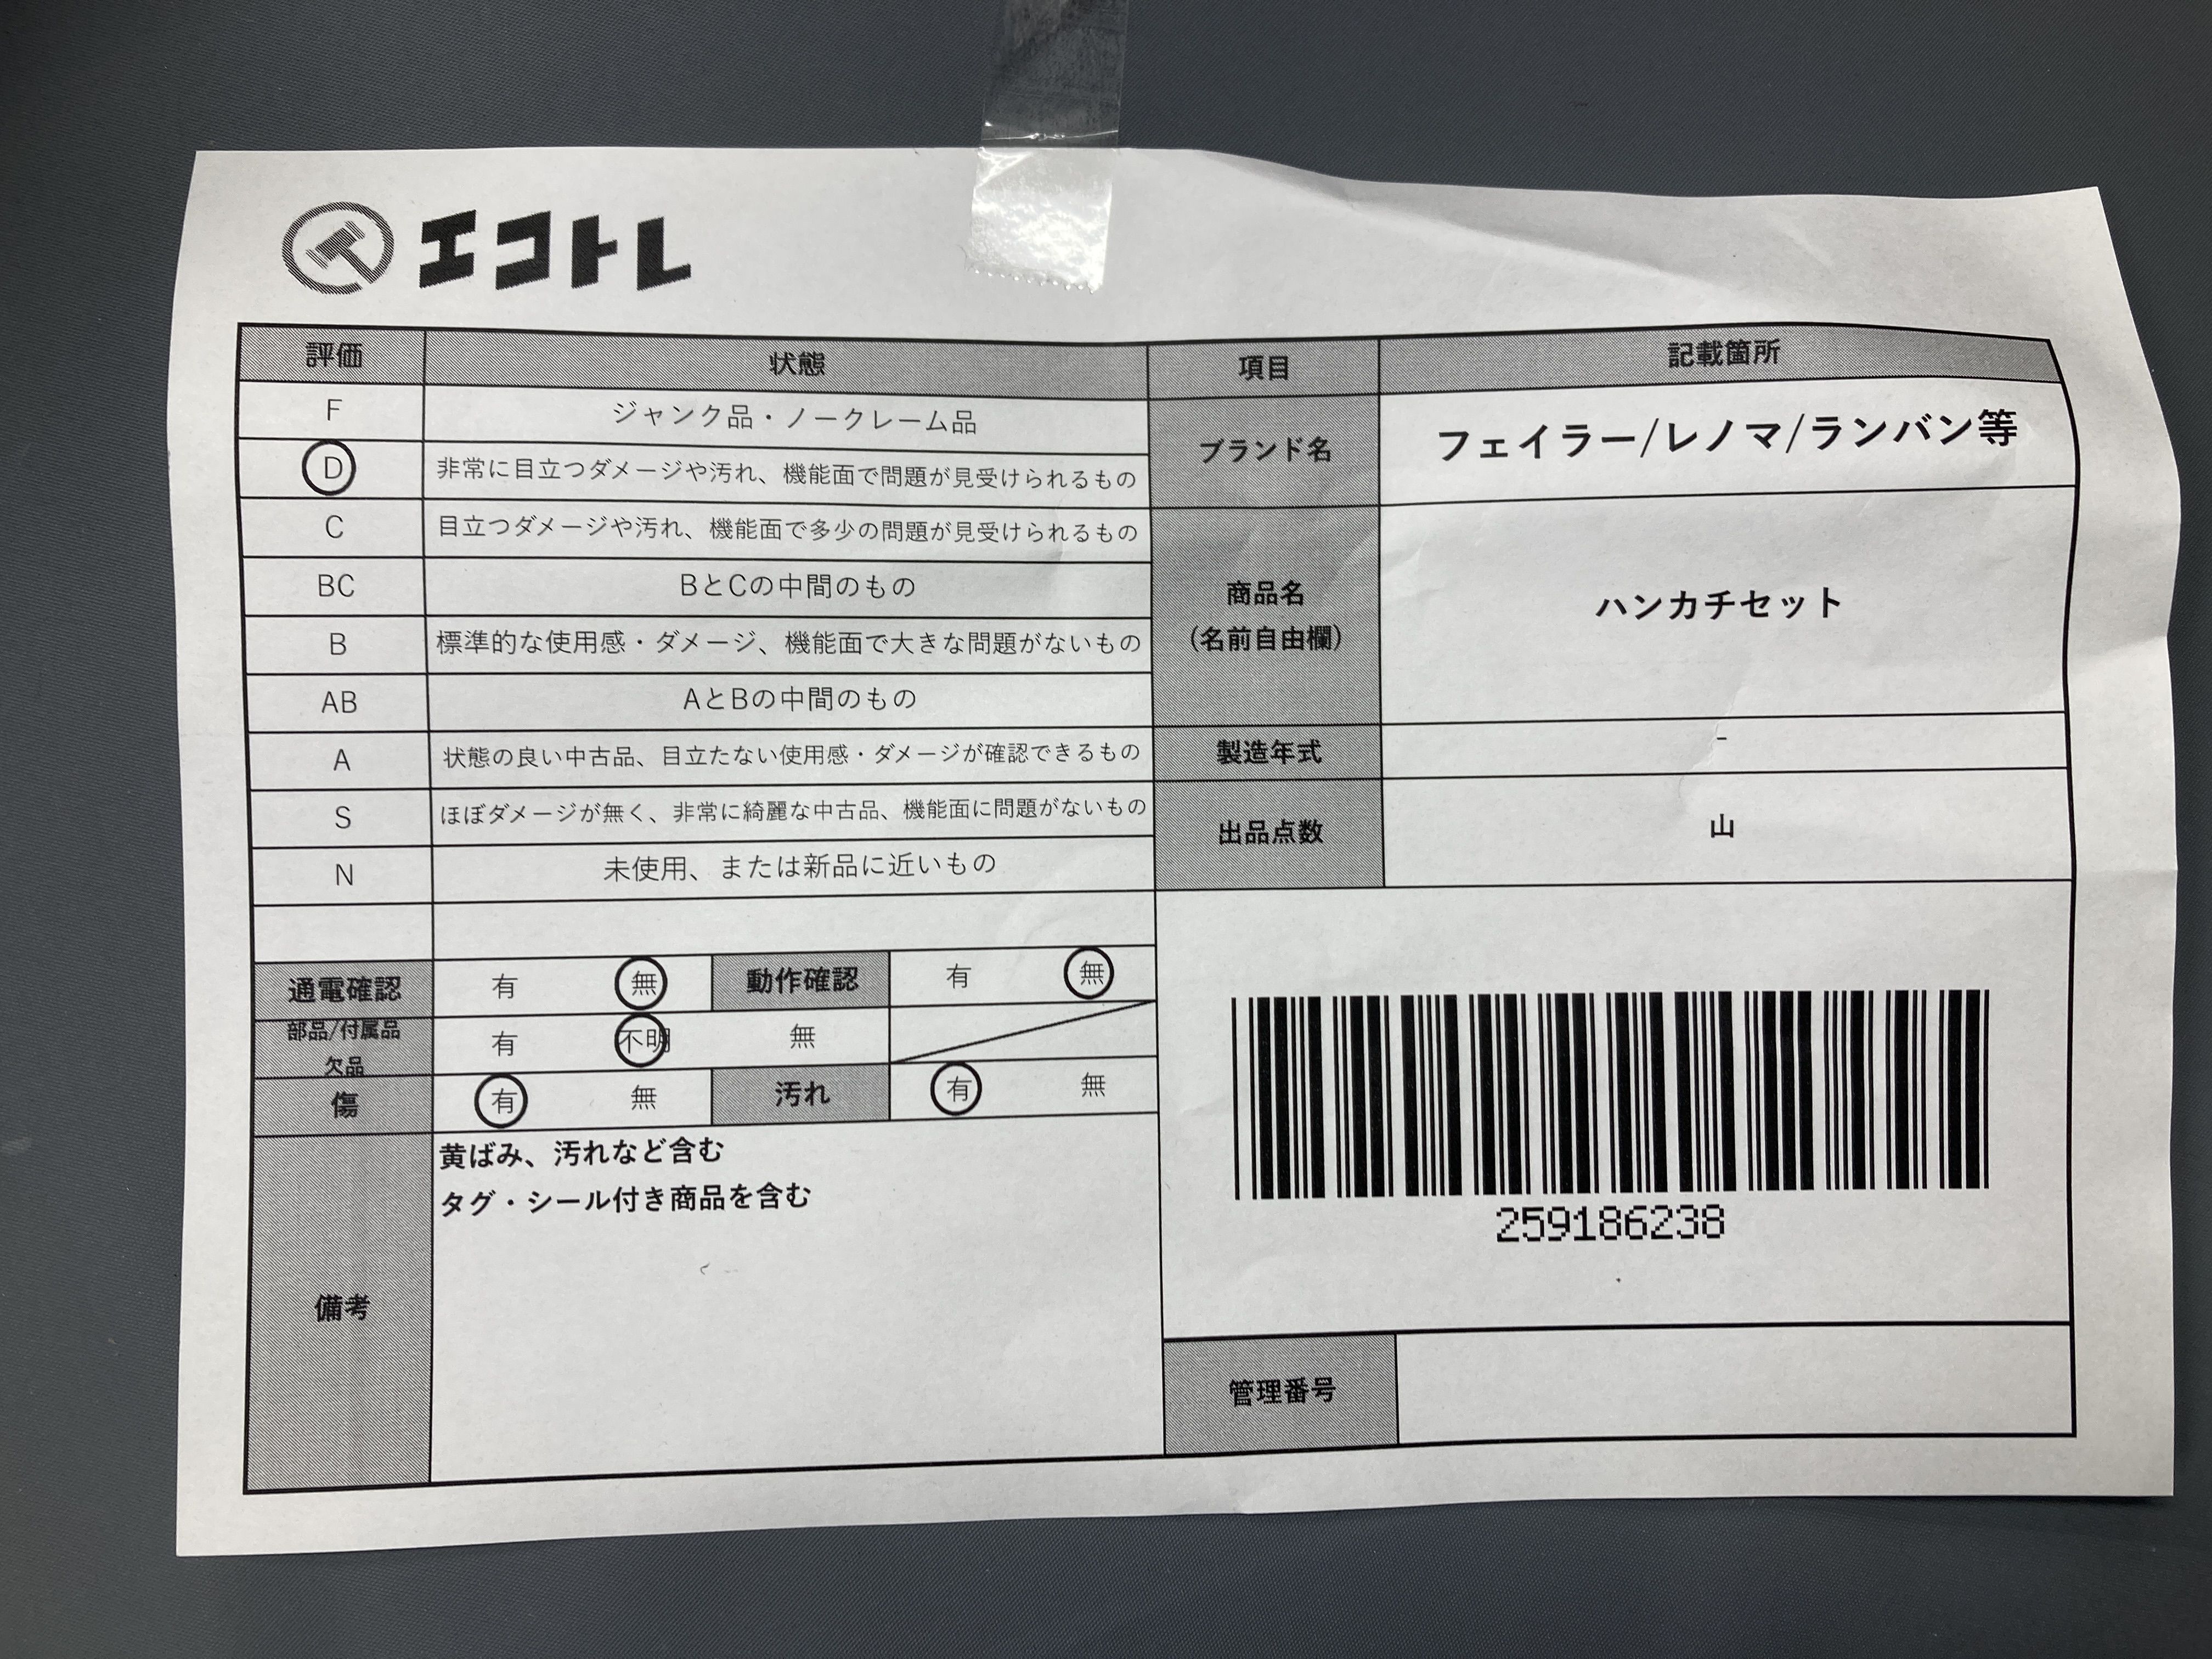 エコトレ
評価 状態 項目 記載箇所
F ジャンク品・ノークレーム品
D 非常に目立つダメージや汚れ、機能面で問題が見受けられるもの
ブランド名 フェイラー/レノマ/ランバン等
C 目立つダメージや汚れ、機能面で多少の問題が見受けられるもの
BC BとCの中間のもの
B 標準的な使用感・ダメージ、機能面で大きな問題がないもの
AB AとBの中間のもの
商品名
(名前自由欄)
ハンカチセット
A 状態の良い中古品、目立たない使用感・ダメージが確認できるもの
製造年式 -
S ほぼダメージが無く、非常に綺麗な中古品、機能面に問題がないもの
N 未使用、または新品に近いもの
出品点数 山
通電確認 有 無 動作確認 有 無
部品/付属品
欠品
有 不明 無
傷 有 無 汚れ 有 無
備考
黄ばみ、汚れなど含む
タグ・シール付き商品を含む
259186238
管理番号